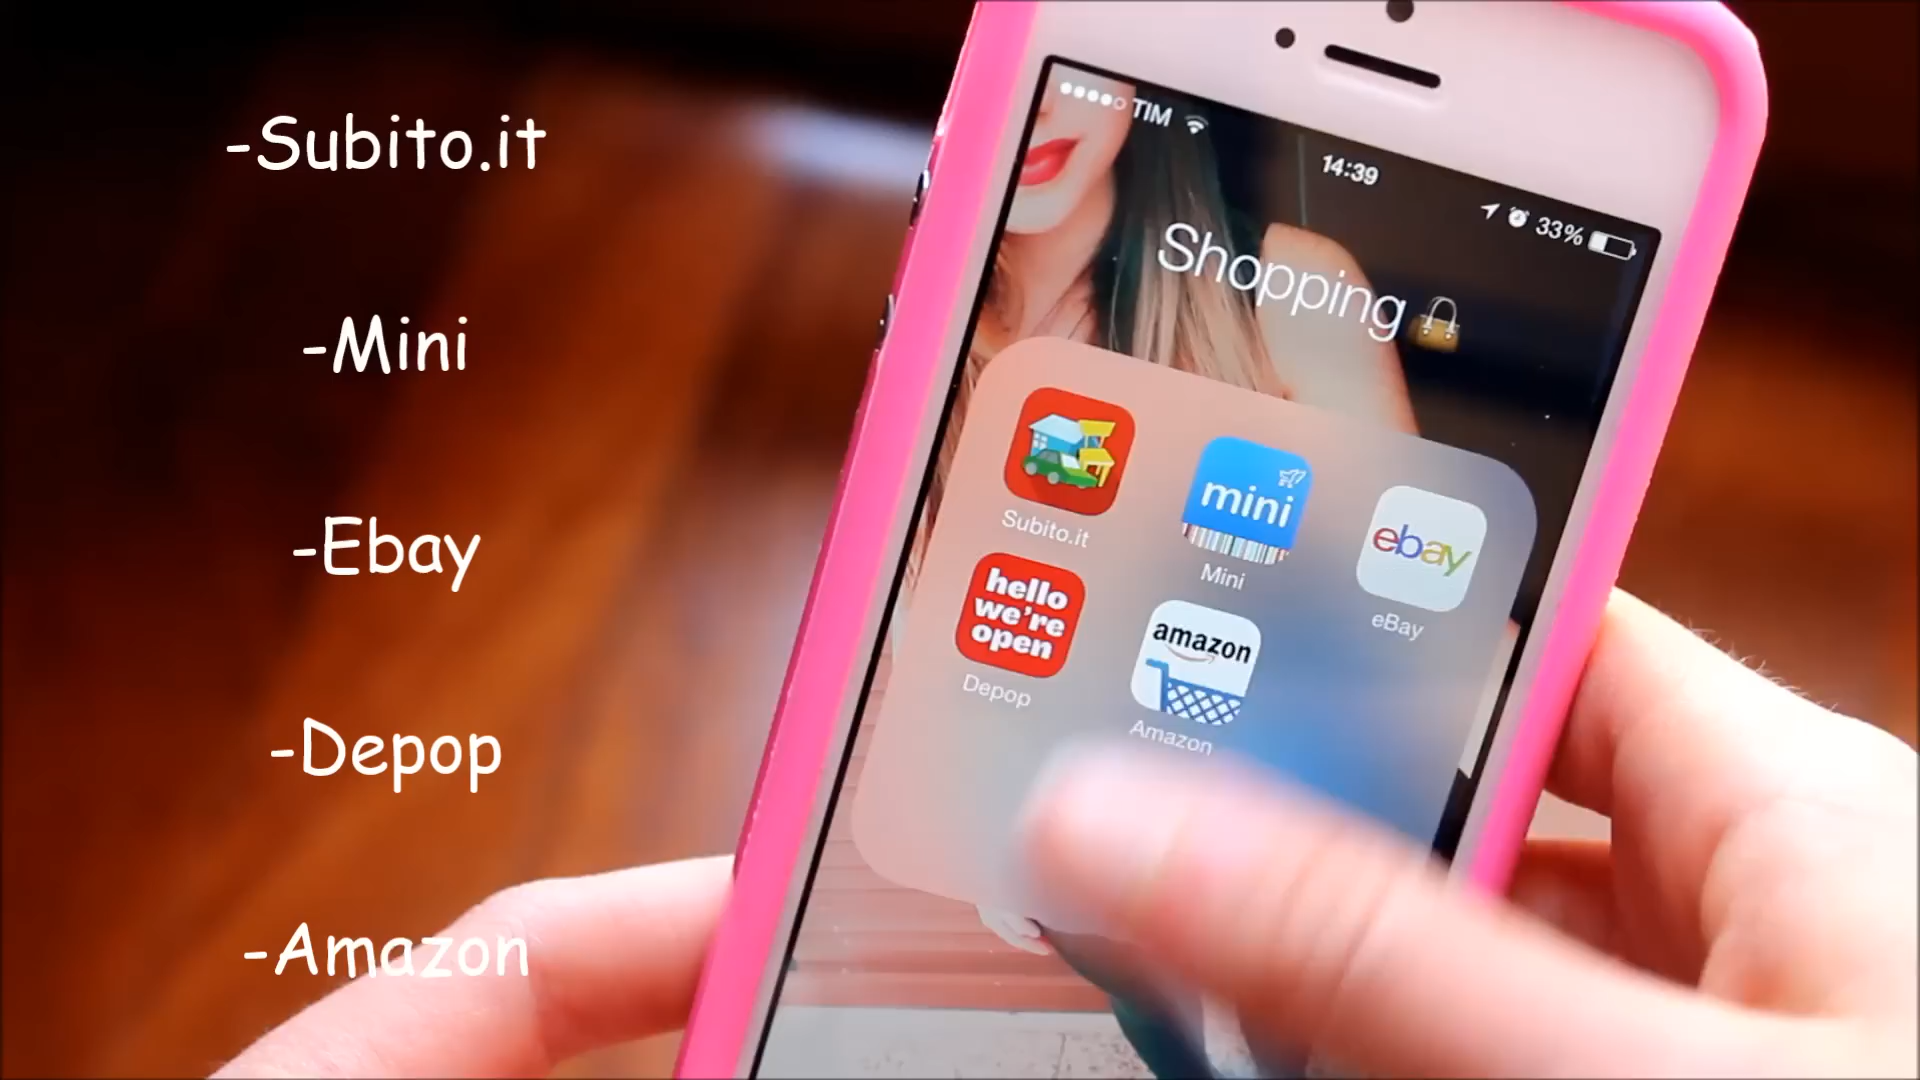 -Subito.it
-Mini
-Ebay
-Depop
-Amazon
TIM
14:39
33%
Shopping
mini
ebay
Subito.it
Mini
eBay
hello
we're
open
amazon
Depop
Amazon